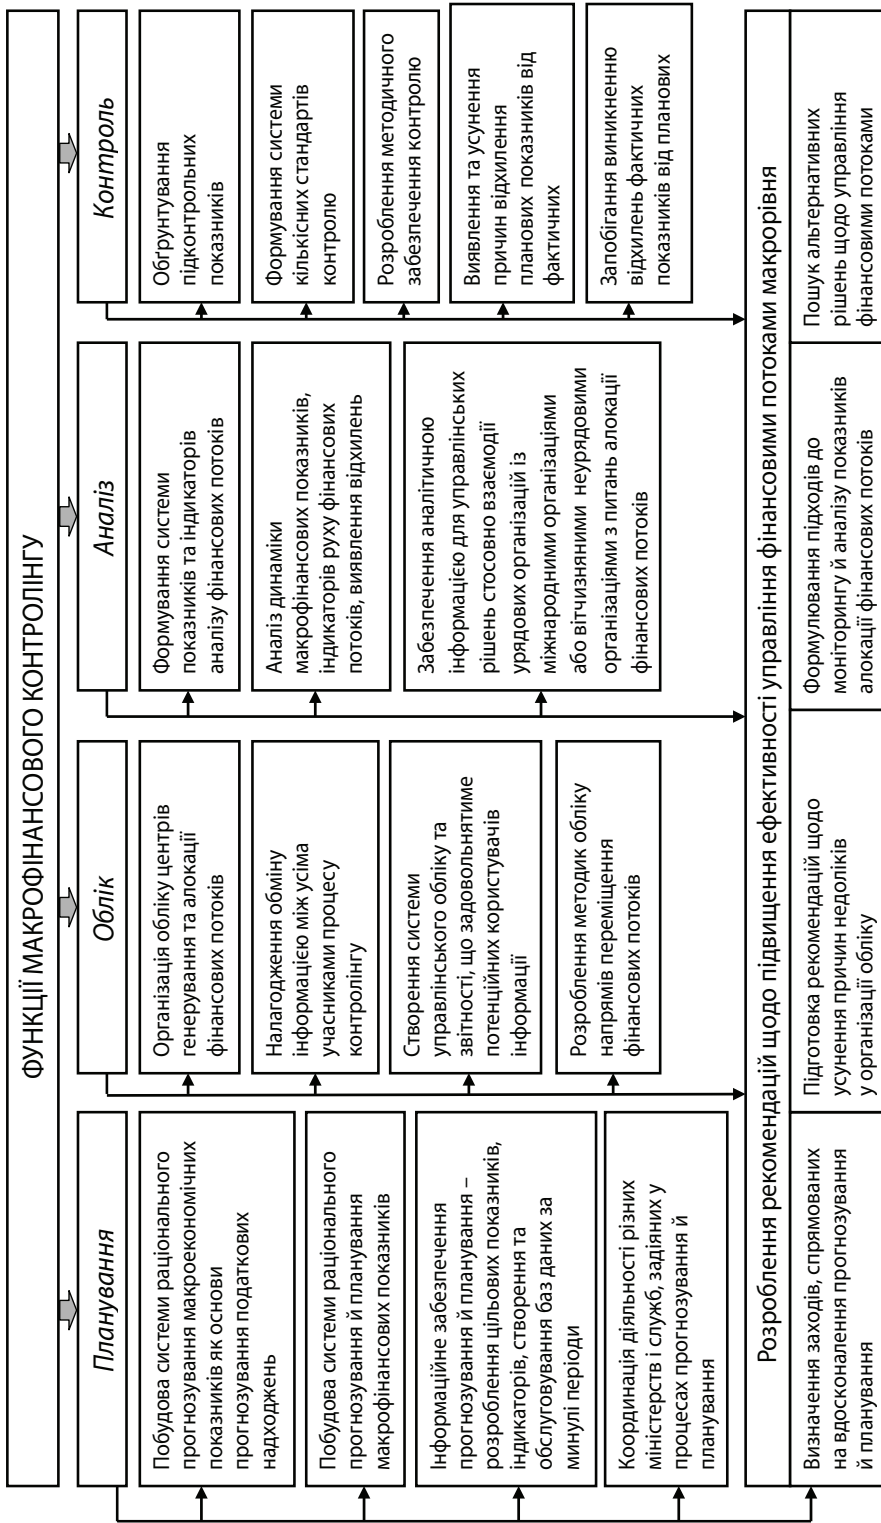 ФУНКЦІЇ МАКРОФІНАНСОВОГО КОНТРОЛІНГУ
Планування
Побудова системи раціонального
прогнозування макроекономічних
показників як основи
прогнозування податкових
надходжень
Побудова системи раціонального
прогнозування й планування
макрофінансових показників
Інформаційне забезпечення
прогнозування й планування –
розроблення цільових показників,
індикаторів, створення та
обслуговування баз даних за
минулі періоди
Координація діяльності різних
міністерств і служб, задіяних у
процесах прогнозування й
планування
Облік
Організація обліку центрів
генерування та алокації
фінансових потоків
Налагодження обміну
інформацією між усіма
учасниками процесу
контролінгу
Створення системи
управлінського обліку та
звітності, що задовольнятиме
потенційних користувачів
інформації
Розроблення методик обліку
напрямів переміщення
фінансових потоків
Аналіз
Формування системи
показників та індикаторів
аналізу фінансових потоків
Аналіз динаміки
макрофінансових показників,
індикаторів руху фінансових
потоків, виявлення відхилень
Забезпечення аналітичною
інформацією для управлінських
рішень стосовно взаємодії
урядових організацій із
міжнародними організаціями
або вітчизняними неурядовими
організаціями з питань алокації
фінансових потоків
Контроль
Обґрунтування
підконтрольних
показників
Формування системи
кількісних стандартів
контролю
Розроблення методичного
забезпечення контролю
Виявлення та усунення
причин відхилення
планових показників від
фактичних
Запобігання виникненню
відхилень фактичних
показників від планових
Розроблення рекомендацій щодо підвищення ефективності управління фінансовими потоками макрорівня
Визначення заходів, спрямованих
на вдосконалення прогнозування
й планування
Підготовка рекомендацій щодо
усунення причин недоліків
у організації обліку
Формулювання підходів до
моніторингу й аналізу показників
алокації фінансових потоків
Пошук альтернативних
рішень щодо управління
фінансовими потоками